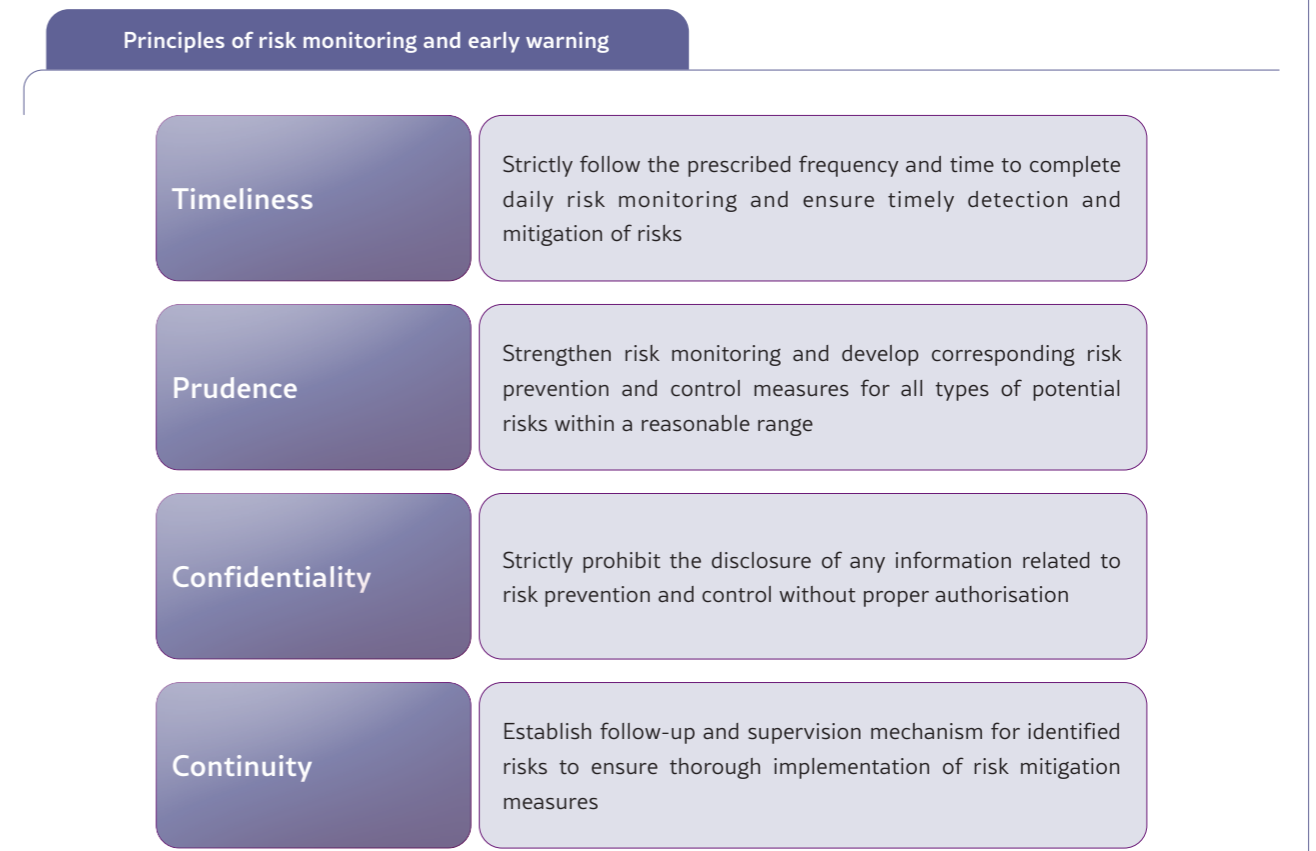 Principles of risk monitoring and early warning
Timeliness
Strictly follow the prescribed frequency and time to complete
daily risk monitoring and ensure timely detection and
mitigation of risks
Prudence
Strengthen risk monitoring and develop corresponding risk
prevention and control measures for all types of potential
risks within a reasonable range
Confidentiality
Strictly prohibit the disclosure of any information related to
risk prevention and control without proper authorisation
Continuity
Establish follow-up and supervision mechanism for identified
risks to ensure thorough implementation of risk mitigation
measures